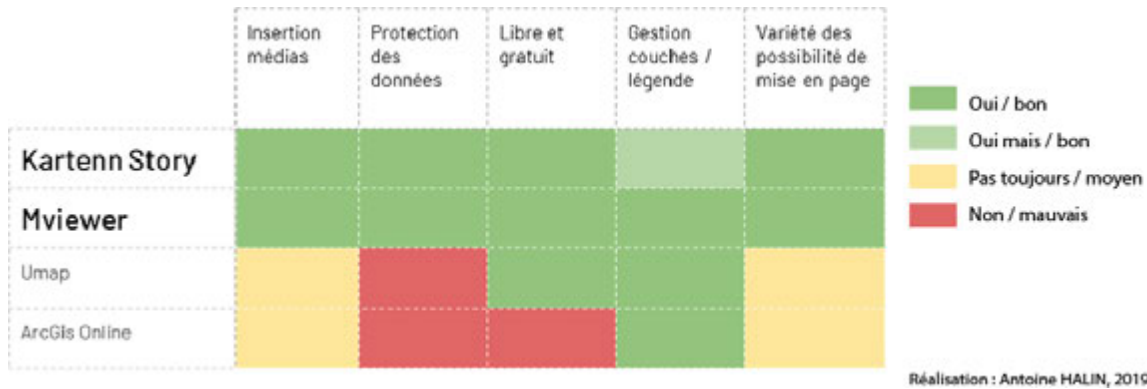 Insertion
médias
Protection
des
données
Libre et
gratuit
Gestion
couches /
légende
Variété des
possibilité de
mise en page
Oui / bon
Oui mais / bon
Pas toujours / moyen
Non / mauvais
Kartenn Story
Mviewer
Umap
ArcGis Online
Réalisation : Antoine HALIN, 2019